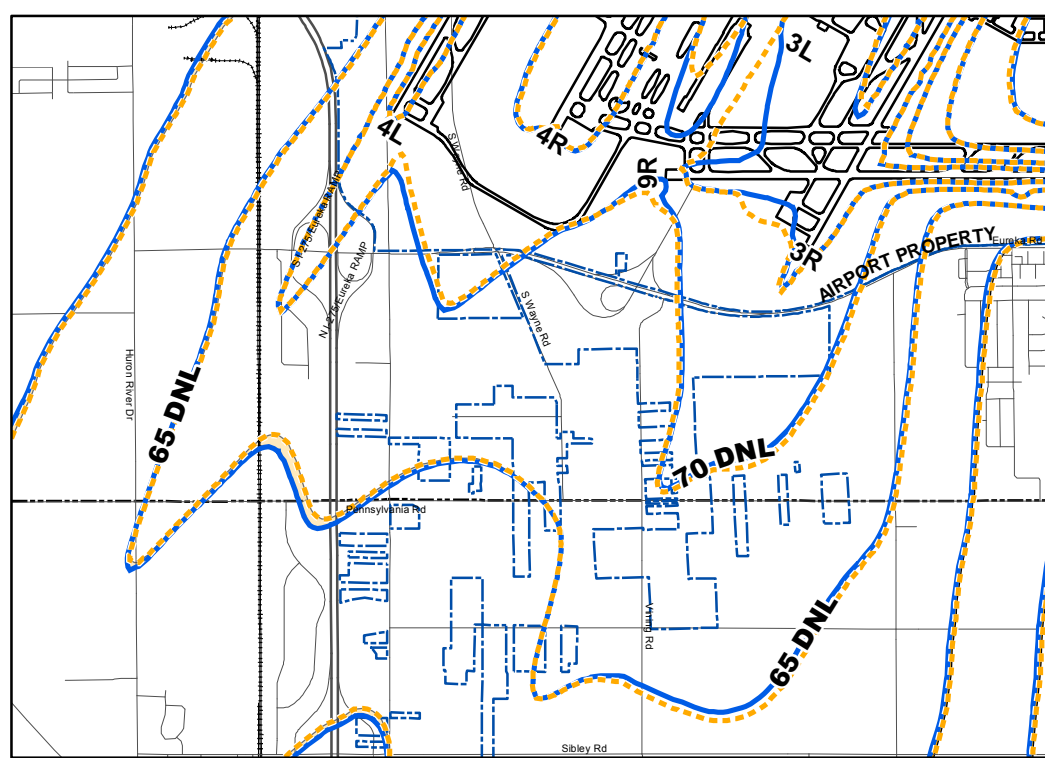 3L
4L
4R
S Wayne Rd
9R
S I 275/Eureka RAMP
N I-275/Eureka RAMP
3R
AIRPORT PROPERTY
Eureka Rd
S Wayne Rd
Huron River Dr
65 DNL
70 DNL
Pennsylvania Rd
Vining Rd
65 DNL
Sibley Rd